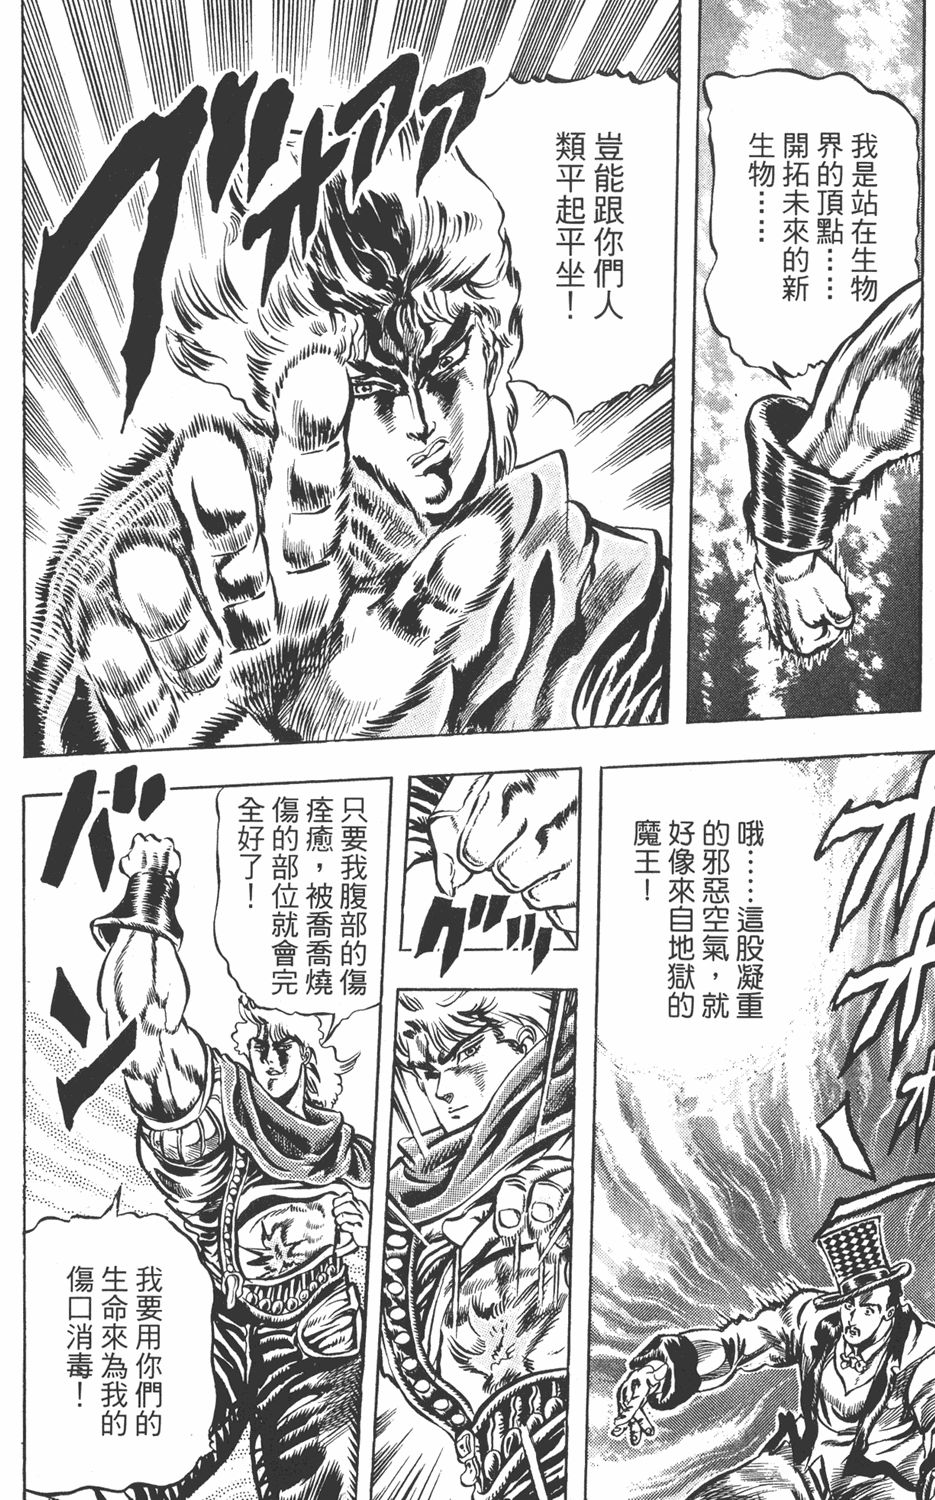 我是站在生物
界的頂點……
開拓未來的新
生物……
豈能跟你們人
類平起平坐！
グバァァ
哦……這股凝重
的邪惡空氣，就
好像來自地獄的
魔王！
ググ
只要我腹部的傷
痊癒，被喬喬燒
傷的部位就會完
全好了！
バン
我要用你們的
生命來為我的
傷口消毒！